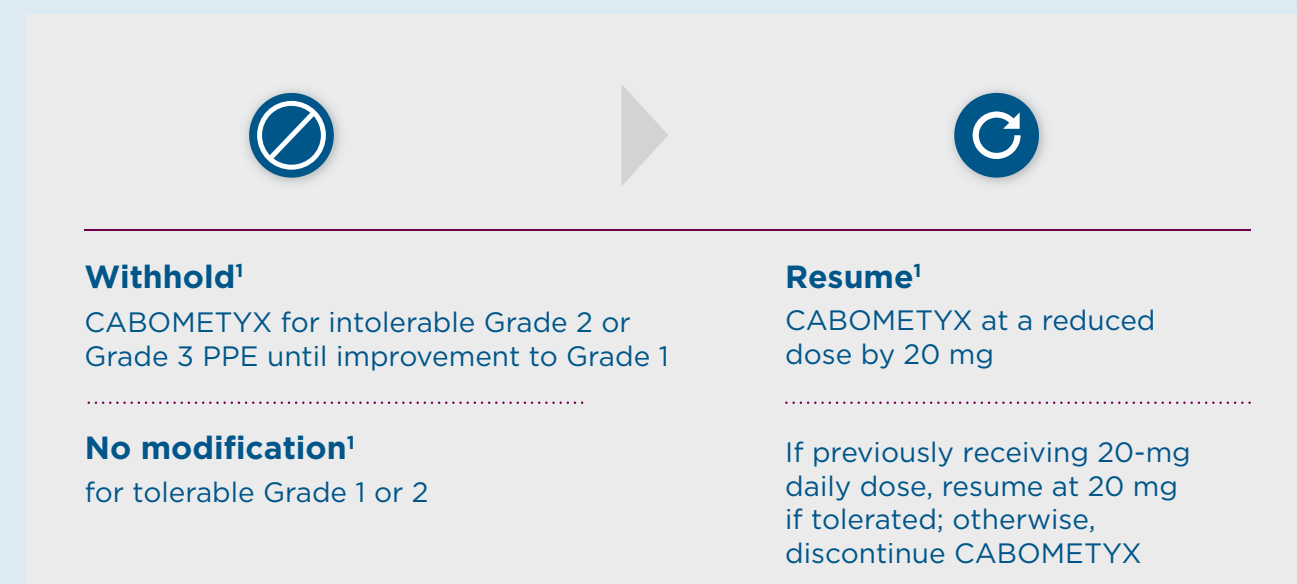 Withhold¹
CABOMETYX for intolerable Grade 2 or
Grade 3 PPE until improvement to Grade 1
No modification¹
for tolerable Grade 1 or 2
Resume¹
CABOMETYX at a reduced
dose by 20 mg
If previously receiving 20-mg
daily dose, resume at 20 mg
if tolerated; otherwise,
discontinue CABOMETYX